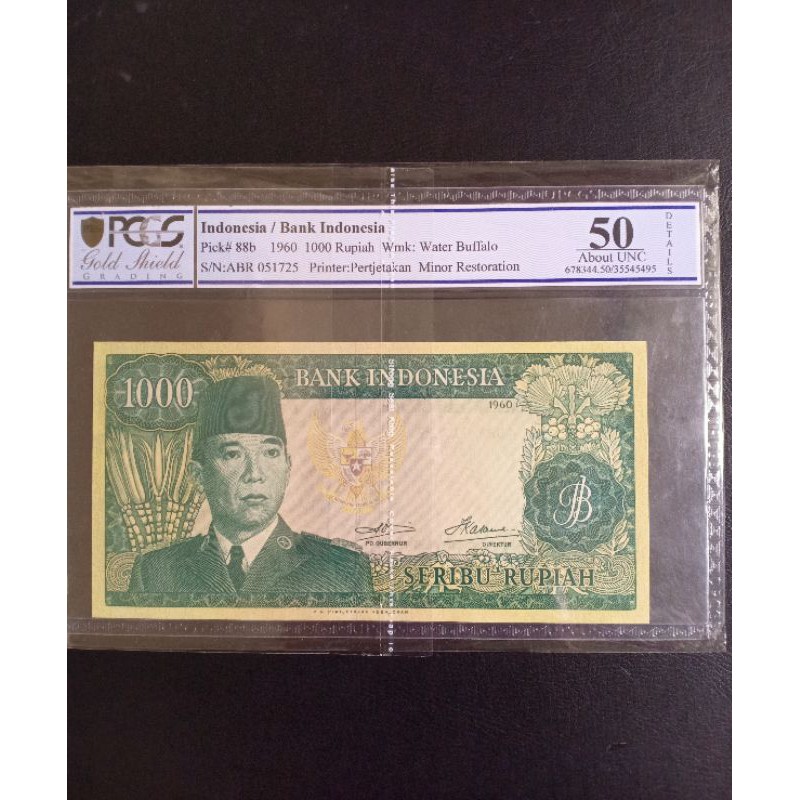 PCGS
Gold Shield
GRADING
Indonesia / Bank Indonesia
Pick# 88b 1960 1000 Rupiah Wmk: Water Buffalo
S/N:ABR 051725 Printer:Pertjetakan Minor Restoration
50
About UNC
678344.50/35545495
DETAILS
1000
BANK INDONESIA
1960
PD GUBERNUR
DIREKTUR
SERIBU RUPIAH